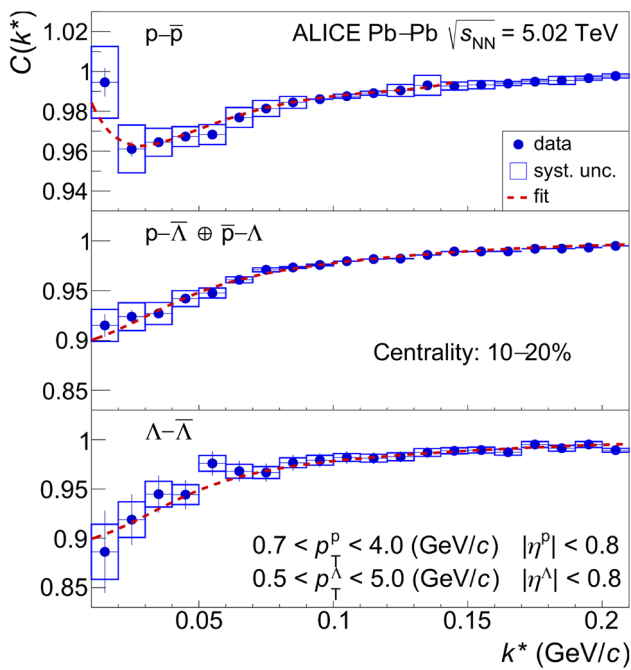 C(k*)
1.02
1
0.98
0.96
0.94
p–p̅
ALICE Pb–Pb √sNN = 5.02 TeV
data
syst. unc.
fit
1
0.95
0.9
0.85
p–Λ̅ ⊕ p̅–Λ
Centrality: 10–20%
1
0.95
0.9
0.85
Λ–Λ̅
0.7 < pTp < 4.0 (GeV/c) |ηp| < 0.8
0.5 < pTΛ < 5.0 (GeV/c) |ηΛ| < 0.8
0.05 0.1 0.15 0.2
k* (GeV/c)